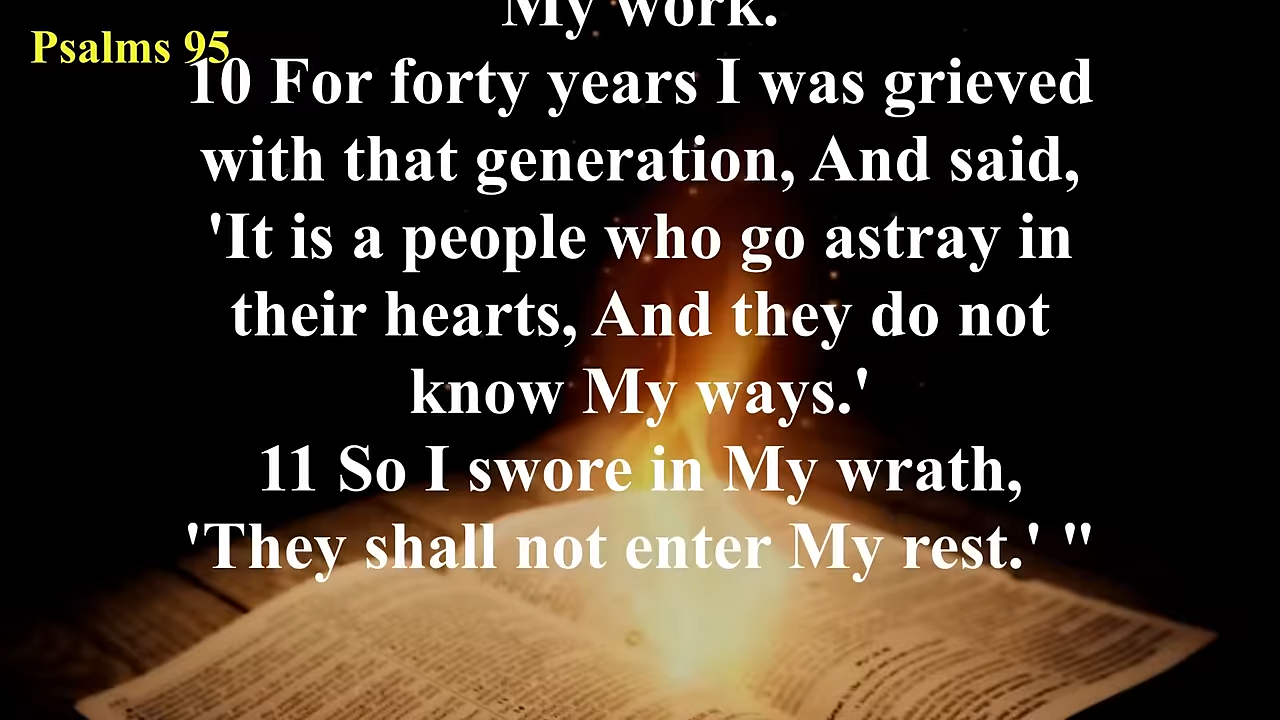 My work.
Psalms 95
10 For forty years I was grieved
with that generation, And said,
'It is a people who go astray in
their hearts, And they do not
know My ways.'
11 So I swore in My wrath,
'They shall not enter My rest.' "